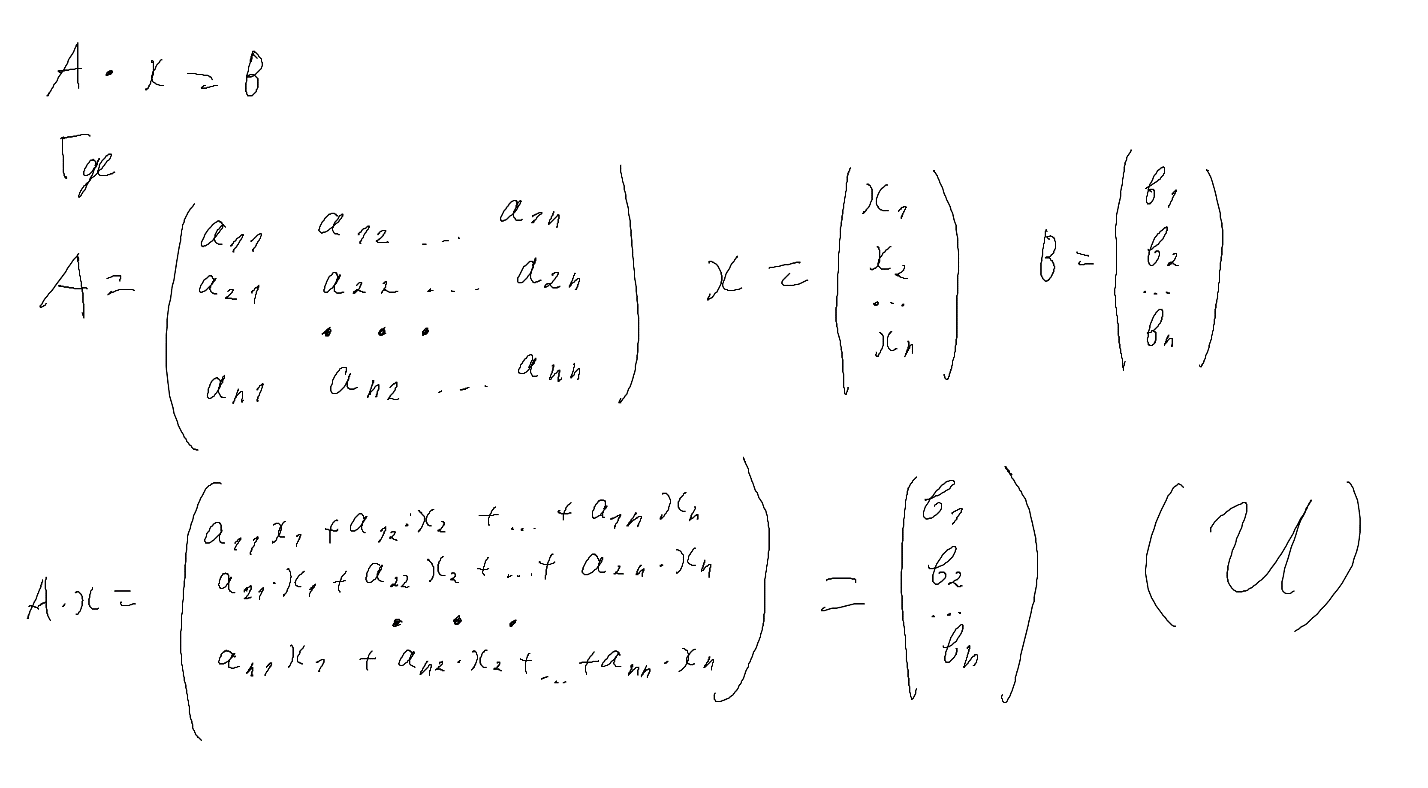 A · x = B
Где
A = ( a11 a12 ... a1n
a21 a22 ... a2n
. . .
an1 an2 ... ann )
x = ( x1
x2
...
xn )
B = ( b1
b2
...
bn )
A·x = ( a11 x1 + a12·x2 + ... + a1n xn
a21·x1 + a22 x2 + ... + a2n·xn
. . .
an1 x1 + an2·x2 + ... + ann·xn )
= ( b1
b2
...
bn )
(U)